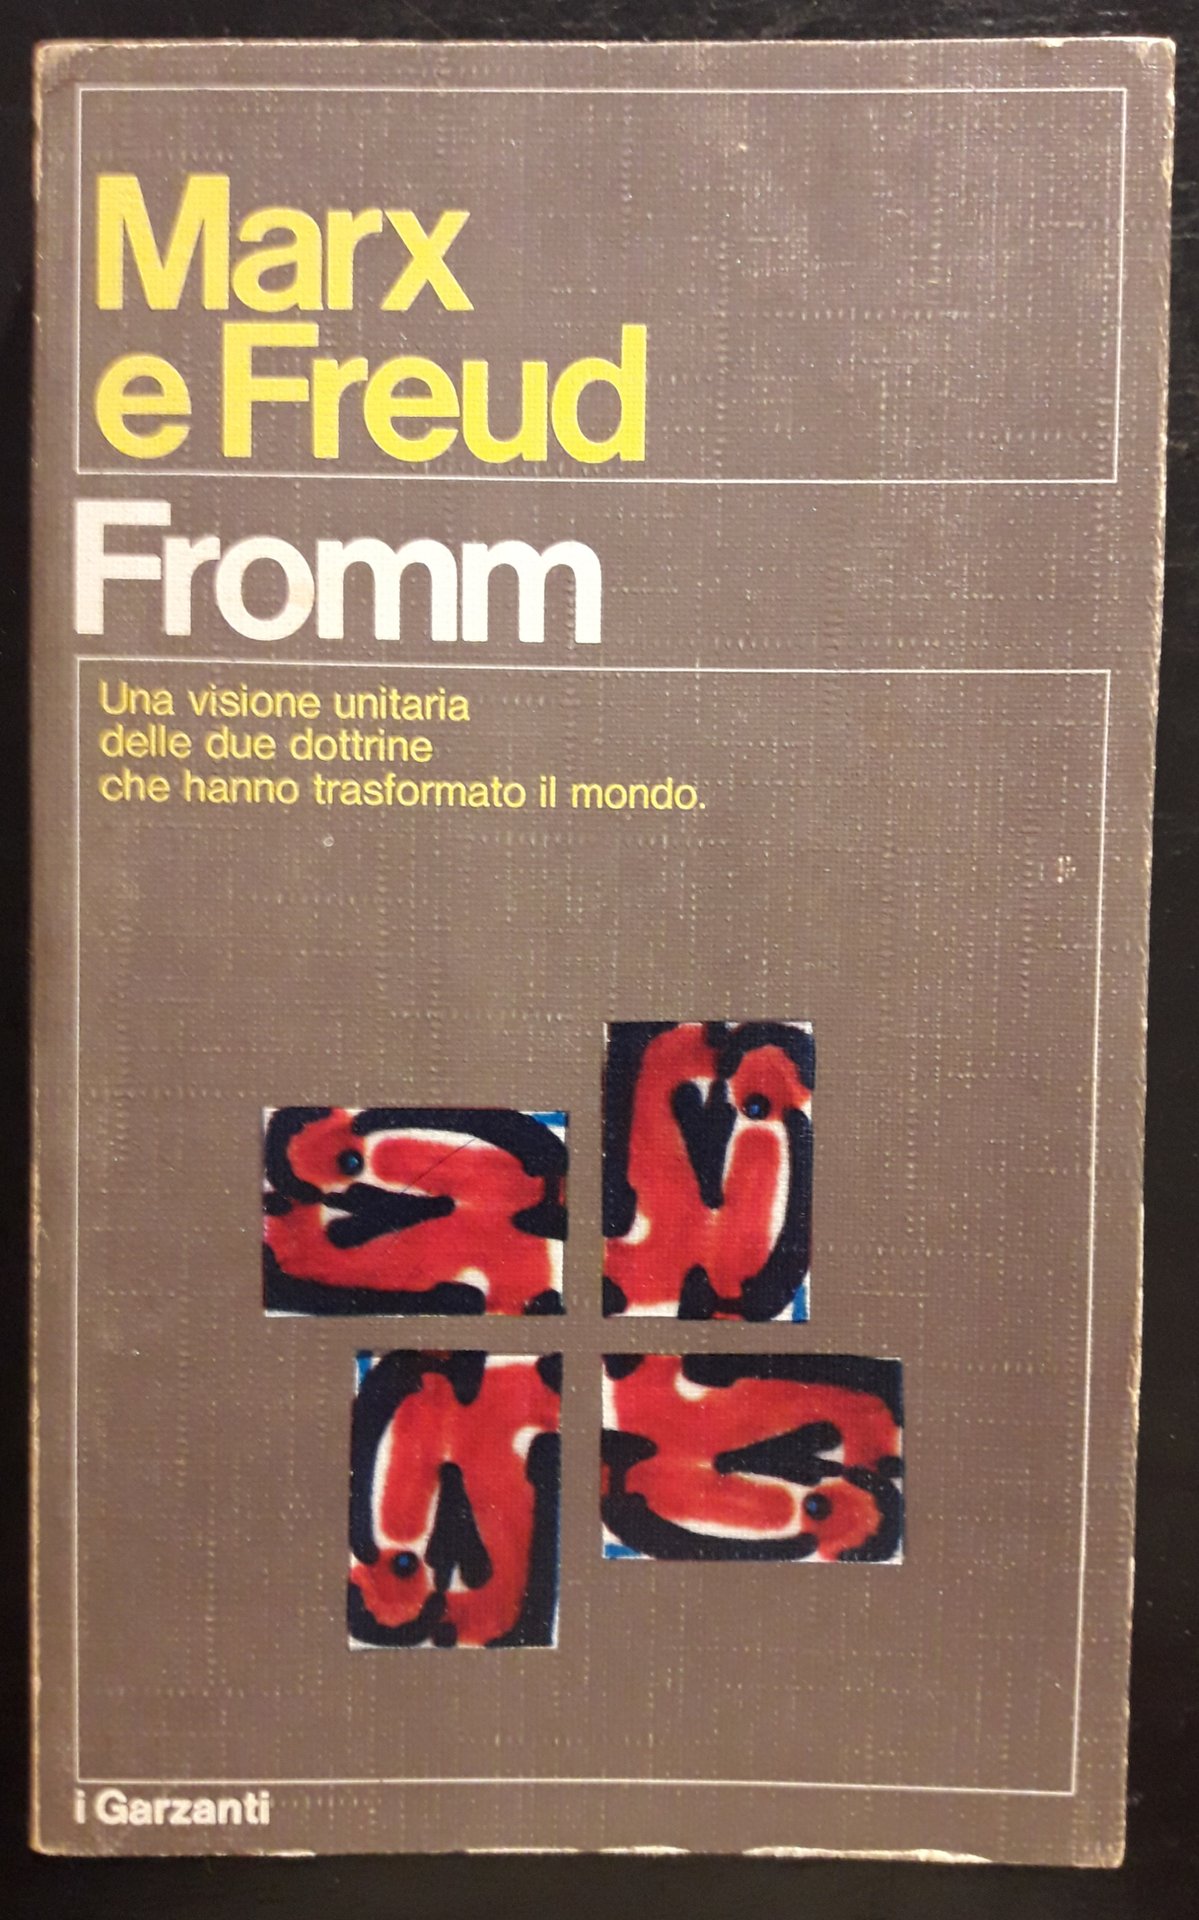 Marx
e Freud
Fromm
Una visione unitaria
delle due dottrine
che hanno trasformato il mondo.
i Garzanti